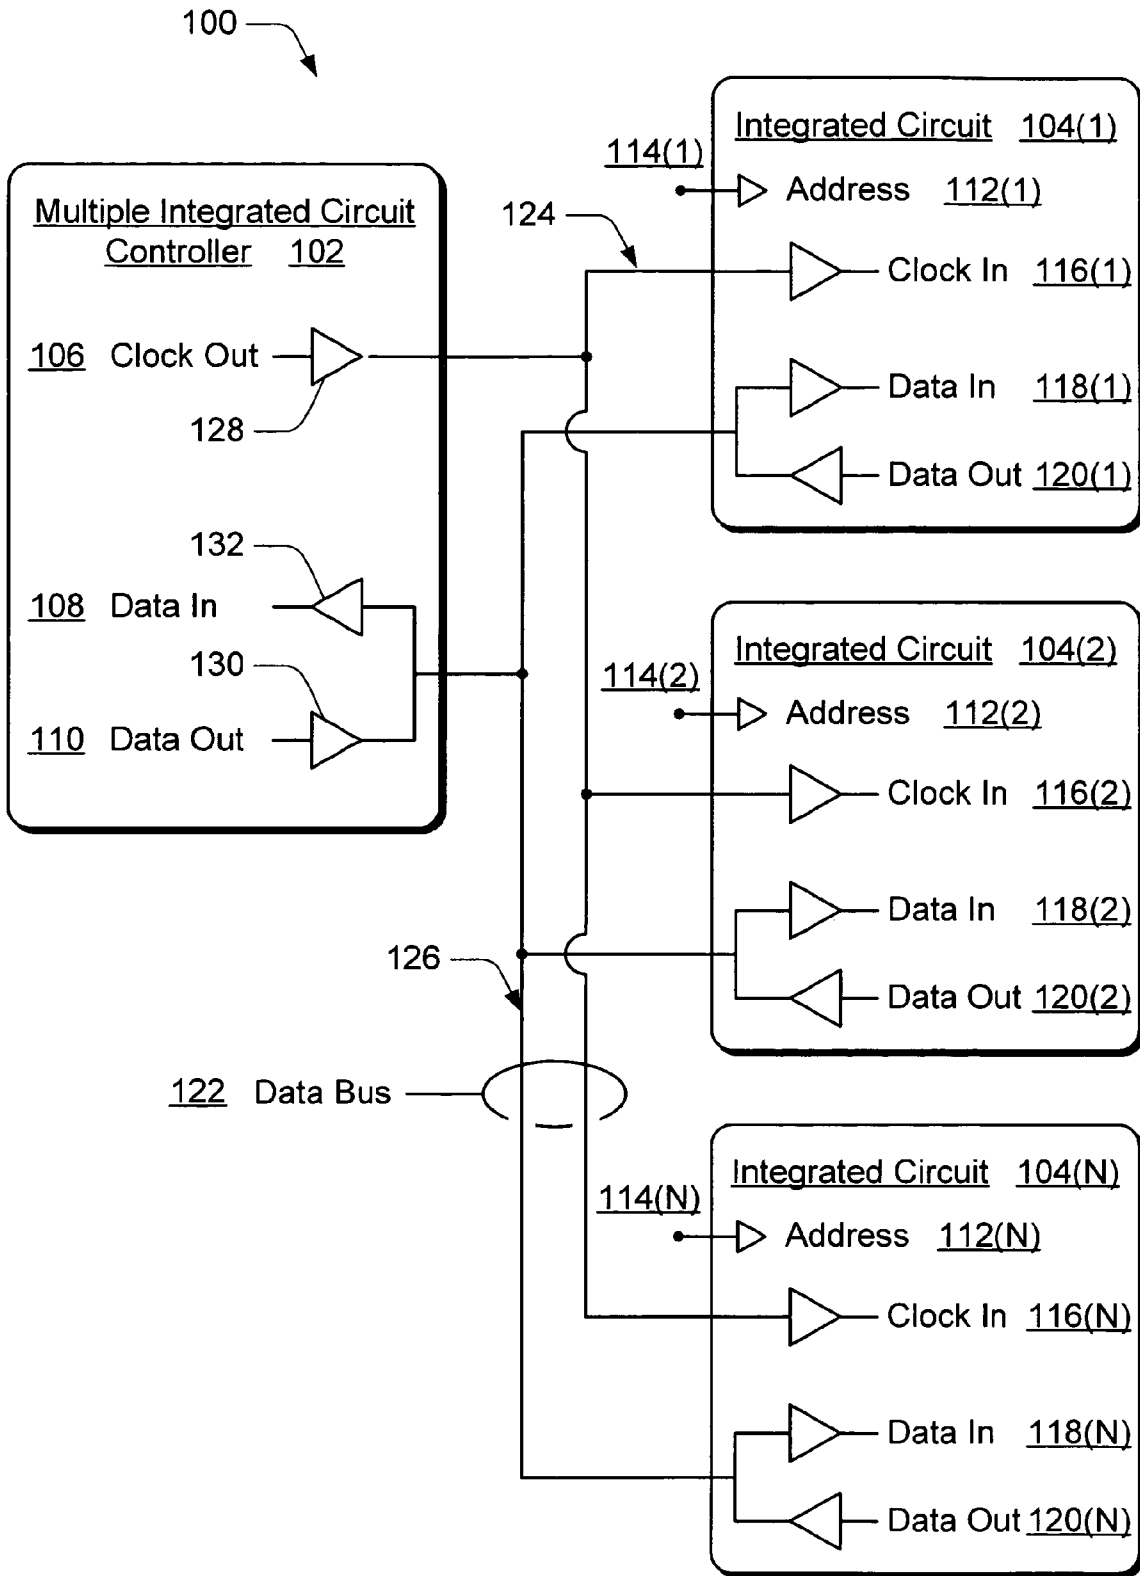 100
Multiple Integrated Circuit
Controller 102
106 Clock Out
128
132
108 Data In
130
110 Data Out
124
126
122 Data Bus
114(1)
Integrated Circuit 104(1)
Address 112(1)
Clock In 116(1)
Data In 118(1)
Data Out 120(1)
114(2)
Integrated Circuit 104(2)
Address 112(2)
Clock In 116(2)
Data In 118(2)
Data Out 120(2)
114(N)
Integrated Circuit 104(N)
Address 112(N)
Clock In 116(N)
Data In 118(N)
Data Out 120(N)